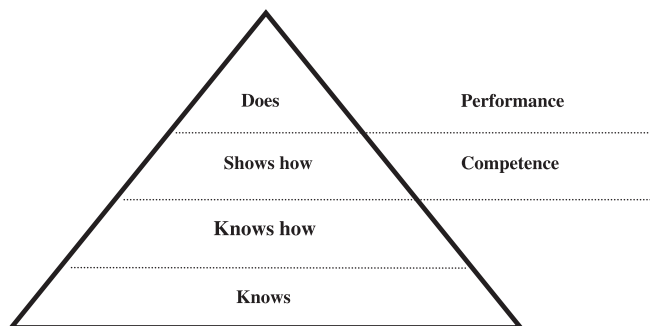 Does Performance
Shows how Competence
Knows how
Knows